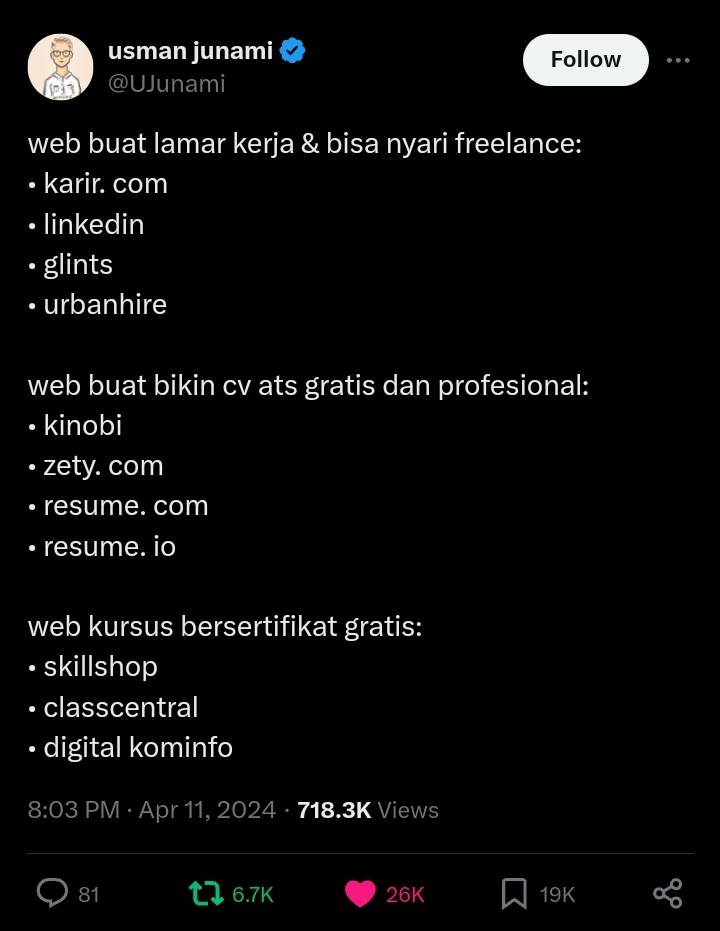 usman junami
@UJunami
Follow
web buat lamar kerja & bisa nyari freelance:
• karir. com
• linkedin
• glints
• urbanhire
web buat bikin cv ats gratis dan profesional:
• kinobi
• zety. com
• resume. com
• resume. io
web kursus bersertifikat gratis:
• skillshop
• classcentral
• digital kominfo
8:03 PM · Apr 11, 2024 · 718.3K Views
81 6.7K 26K 19K